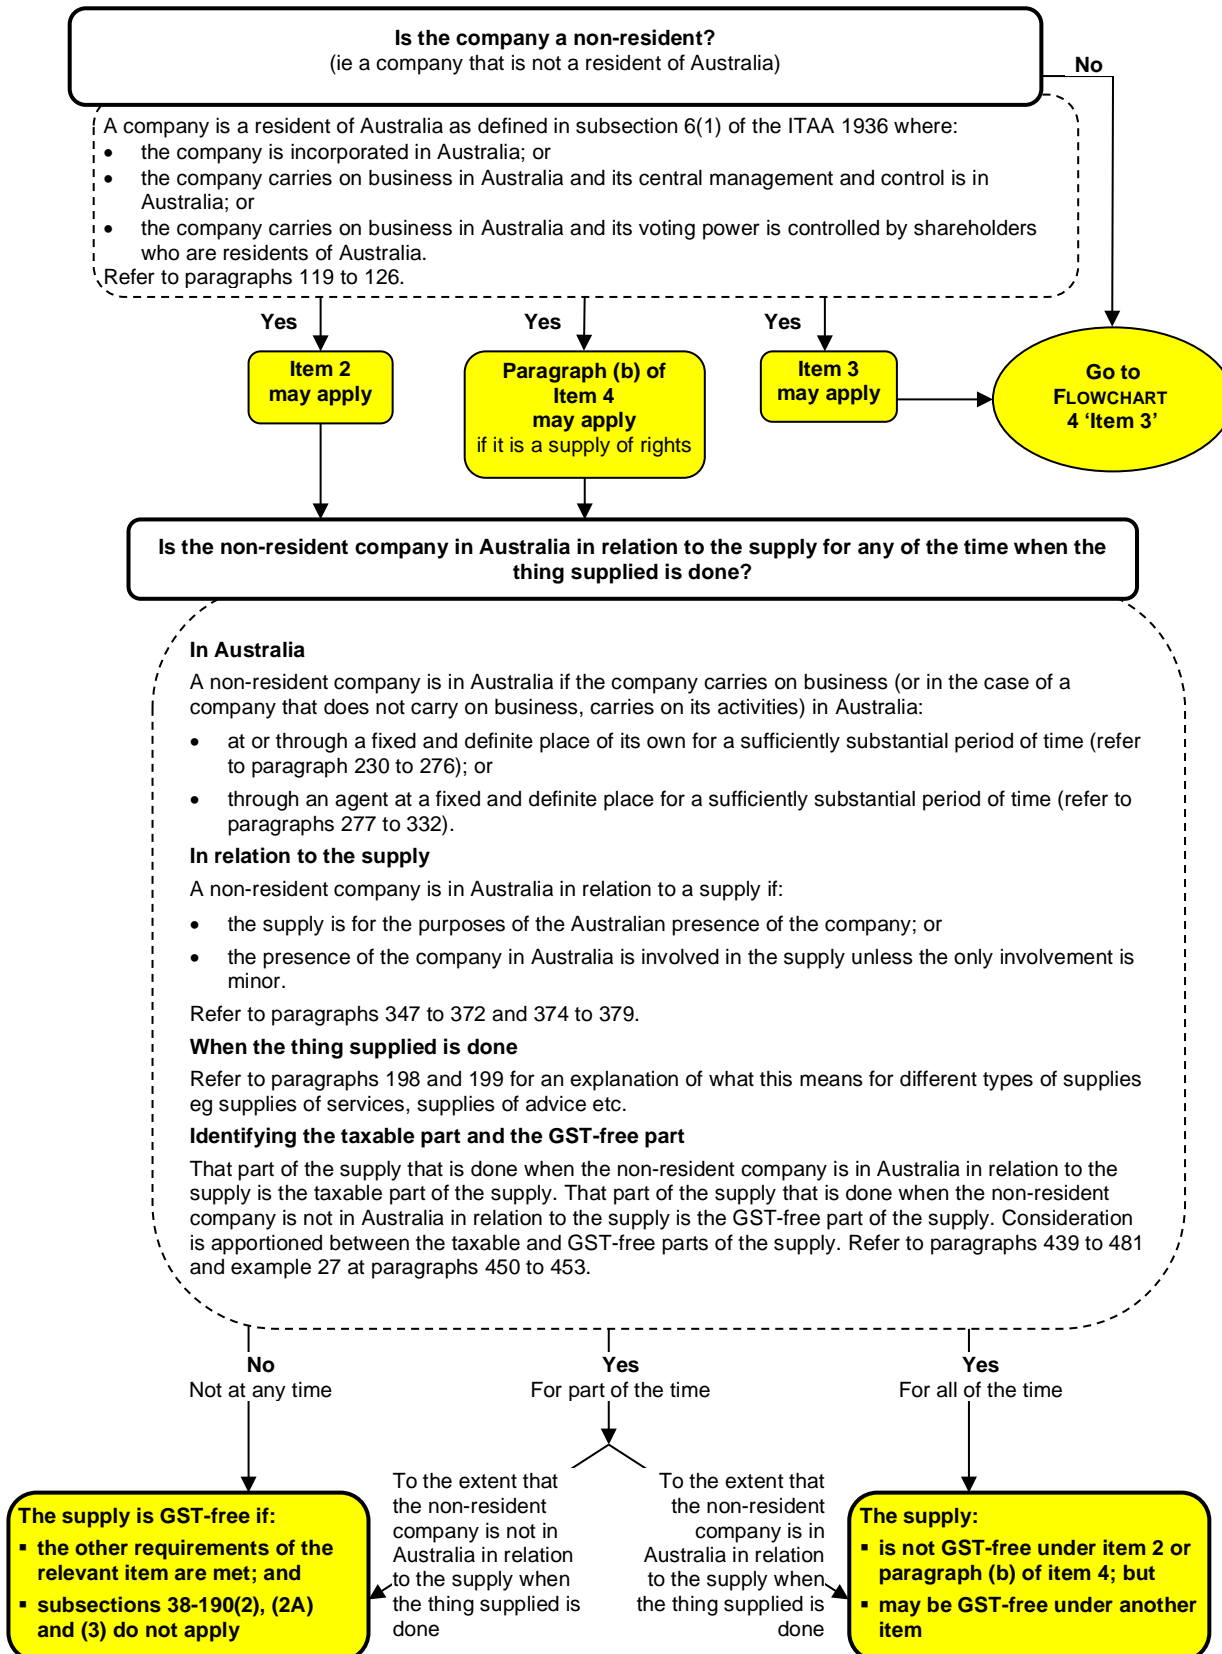 Is the company a non-resident?
(ie a company that is not a resident of Australia)
No
A company is a resident of Australia as defined in subsection 6(1) of the ITAA 1936 where:
• the company is incorporated in Australia; or
• the company carries on business in Australia and its central management and control is in
Australia; or
• the company carries on business in Australia and its voting power is controlled by shareholders
who are residents of Australia.
Refer to paragraphs 119 to 126.
Yes
Yes
Yes
Item 2
may apply
Paragraph (b) of
Item 4
may apply
if it is a supply of rights
Item 3
may apply
Go to
FLOWCHART
4 ‘Item 3’
Is the non-resident company in Australia in relation to the supply for any of the time when the
thing supplied is done?
In Australia
A non-resident company is in Australia if the company carries on business (or in the case of a
company that does not carry on business, carries on its activities) in Australia:
• at or through a fixed and definite place of its own for a sufficiently substantial period of time (refer
to paragraph 230 to 276); or
• through an agent at a fixed and definite place for a sufficiently substantial period of time (refer to
paragraphs 277 to 332).
In relation to the supply
A non-resident company is in Australia in relation to a supply if:
• the supply is for the purposes of the Australian presence of the company; or
• the presence of the company in Australia is involved in the supply unless the only involvement is
minor.
Refer to paragraphs 347 to 372 and 374 to 379.
When the thing supplied is done
Refer to paragraphs 198 and 199 for an explanation of what this means for different types of supplies
eg supplies of services, supplies of advice etc.
Identifying the taxable part and the GST-free part
That part of the supply that is done when the non-resident company is in Australia in relation to the
supply is the taxable part of the supply. That part of the supply that is done when the non-resident
company is not in Australia in relation to the supply is the GST-free part of the supply. Consideration
is apportioned between the taxable and GST-free parts of the supply. Refer to paragraphs 439 to 481
and example 27 at paragraphs 450 to 453.
No
Not at any time
Yes
For part of the time
Yes
For all of the time
The supply is GST-free if:
▪ the other requirements of the
relevant item are met; and
▪ subsections 38-190(2), (2A)
and (3) do not apply
To the extent that
the non-resident
company is not in
Australia in relation
to the supply when
the thing supplied is
done
To the extent that
the non-resident
company is in
Australia in relation
to the supply when
the thing supplied is
done
The supply:
▪ is not GST-free under item 2 or
paragraph (b) of item 4; but
▪ may be GST-free under another
item